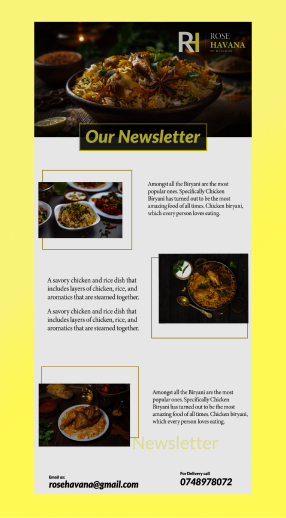 RH ROSE
HAVANA
Our Newsletter
Amongst all the Biryani are the most
popular ones. Specifically Chicken
Biryani has turned out to be the most
amazing food of all times. Chicken biryani,
which every person loves eating.
A savory chicken and rice dish that
includes layers of chicken, rice, and
aromatics that are steamed together.
A savory chicken and rice dish that
includes layers of chicken, rice, and
aromatics that are steamed together.
Amongst all the Biryani are the most
popular ones. Specifically Chicken
Biryani has turned out to be the most
amazing food of all times. Chicken biryani,
which every person loves eating.
Newsletter
Email us
rosehavana@gmail.com
For Delivery call
0748978072